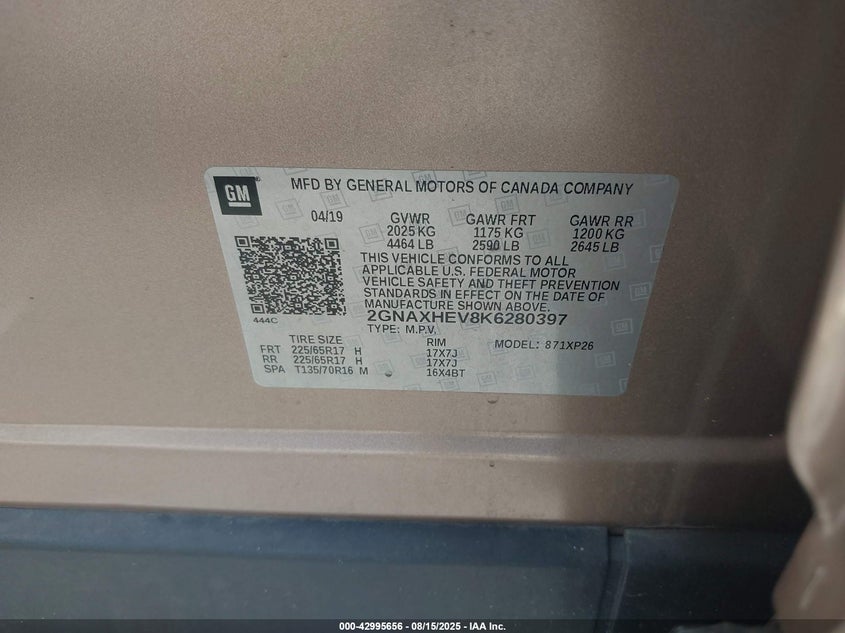 GM
MFD BY GENERAL MOTORS OF CANADA COMPANY
04/19 GVWR GAWR FRT GAWR RR
2025 KG 1175 KG 1200 KG
4464 LB 2590 LB 2645 LB
THIS VEHICLE CONFORMS TO ALL
APPLICABLE U.S. FEDERAL MOTOR
VEHICLE SAFETY AND THEFT PREVENTION
STANDARDS IN EFFECT ON THE DATE OF
MANUFACTURE SHOWN ABOVE.
444C 2GNAXHEV8K6280397
TYPE: M.P.V.
TIRE SIZE RIM MODEL: 871XP26
FRT 225/65R17 H 17X7J
RR 225/65R17 H 17X7J
SPA T135/70R16 M 16X4BT
000-42995656 - 08/15/2025 - IAA Inc.